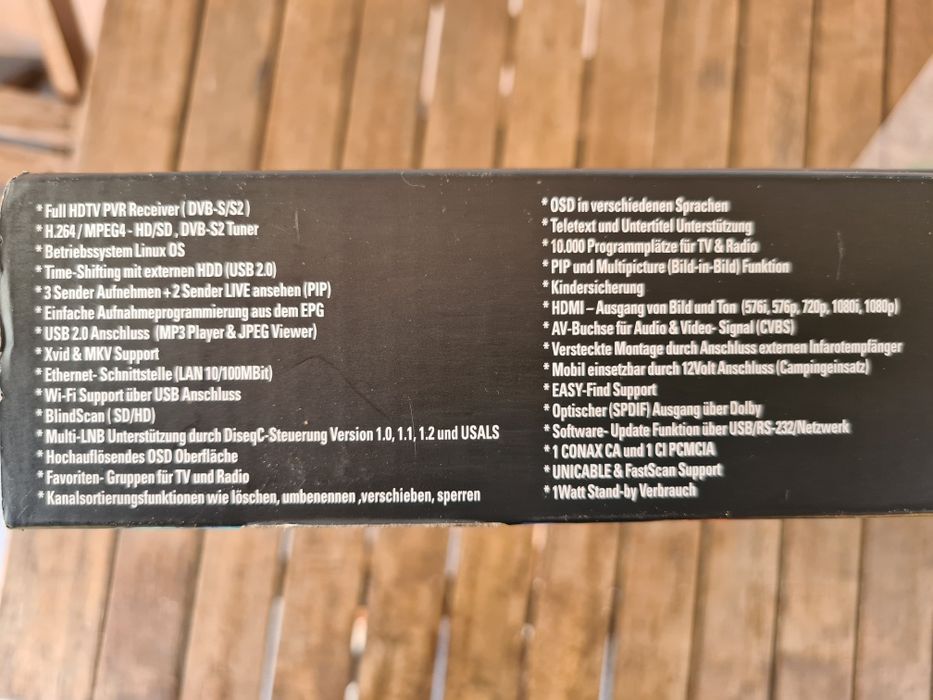 * Full HDTV PVR Receiver ( DVB-S/S2 )
* H.264 / MPEG4 - HD/SD , DVB-S2 Tuner
* Betriebssystem Linux OS
* Time-Shifting mit externen HDD (USB 2.0)
* 3 Sender Aufnehmen + 2 Sender LIVE ansehen (PIP)
* Einfache Aufnahmeprogrammierung aus dem EPG
* USB 2.0 Anschluss (MP3 Player & JPEG Viewer)
* Xvid & MKV Support
* Ethernet- Schnittstelle (LAN 10/100MBit)
* Wi-Fi Support über USB Anschluss
* BlindScan ( SD/HD)
* Multi-LNB Unterstützung durch DiseqC-Steuerung Version 1.0, 1.1, 1.2 und USALS
* Hochauflösendes OSD Oberfläche
* Favoriten- Gruppen für TV und Radio
* Kanalsortierungsfunktionen wie löschen, umbenennen ,verschieben, sperren
* OSD in verschiedenen Sprachen
* Teletext und Untertitel Unterstützung
* 10.000 Programmplätze für TV & Radio
* PIP und Multipicture (Bild-in-Bild) Funktion
* Kindersicherung
* HDMI – Ausgang von Bild und Ton (576i, 576p, 720p, 1080i, 1080p)
* AV-Buchse für Audio & Video- Signal (CVBS)
* Versteckte Montage durch Anschluss externen Infarotempfänger
* Mobil einsetzbar durch 12Volt Anschluss (Campingeinsatz)
* EASY-Find Support
* Optischer (SPDIF) Ausgang über Dolby
* Software- Update Funktion über USB/RS-232/Netzwerk
* 1 CONAX CA und 1 CI PCMCIA
* UNICABLE & FastScan Support
* 1Watt Stand-by Verbrauch